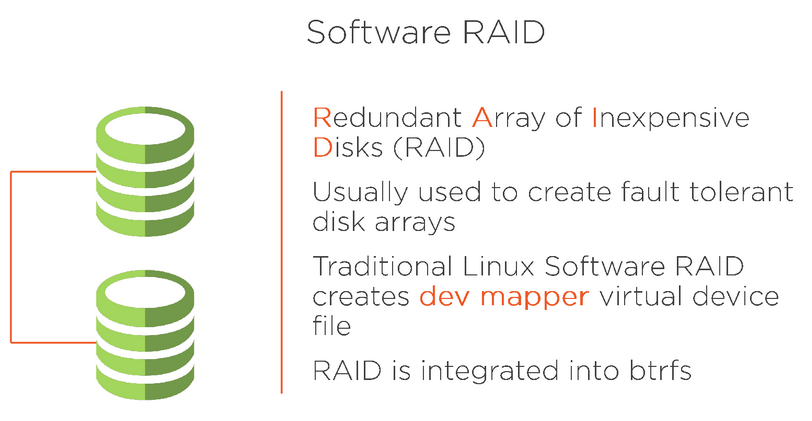 Software RAID
Redundant Array of Inexpensive
Disks (RAID)
Usually used to create fault tolerant
disk arrays
Traditional Linux Software RAID
creates dev mapper virtual device
file
RAID is integrated into btrfs